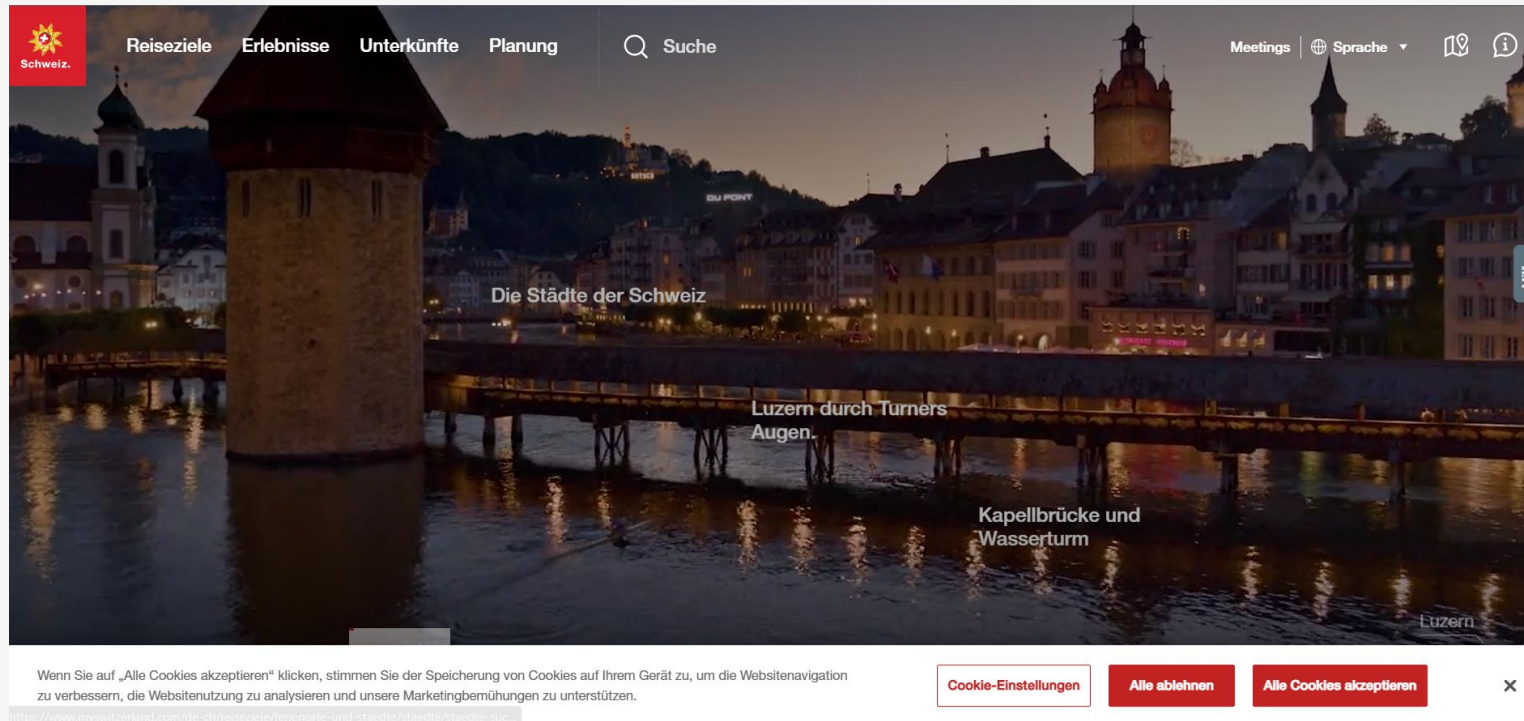 Schweiz.
Reiseziele Erlebnisse Unterkünfte Planung Suche Meetings Sprache
GÜTSCH
DU PONT
Die Städte der Schweiz
...
Luzern durch Turners
Augen.
Kapellbrücke und
Wasserturm
Luzern
Wenn Sie auf „Alle Cookies akzeptieren“ klicken, stimmen Sie der Speicherung von Cookies auf Ihrem Gerät zu, um die Websitenavigation
zu verbessern, die Websitenutzung zu analysieren und unsere Marketingbemühungen zu unterstützen.
Cookie-Einstellungen Alle ablehnen Alle Cookies akzeptieren